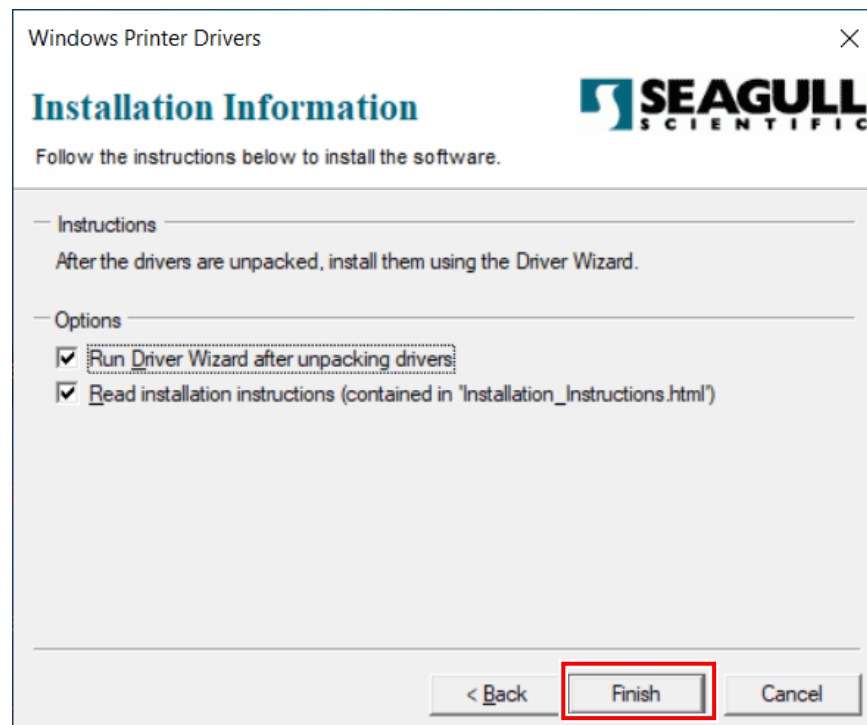 Windows Printer Drivers
Installation Information
SEAGULL
SCIENTIFIC
Follow the instructions below to install the software.
Instructions
After the drivers are unpacked, install them using the Driver Wizard.
Options
Run Driver Wizard after unpacking drivers
Read installation instructions (contained in "Installation_Instructions.html")
< Back
Finish
Cancel